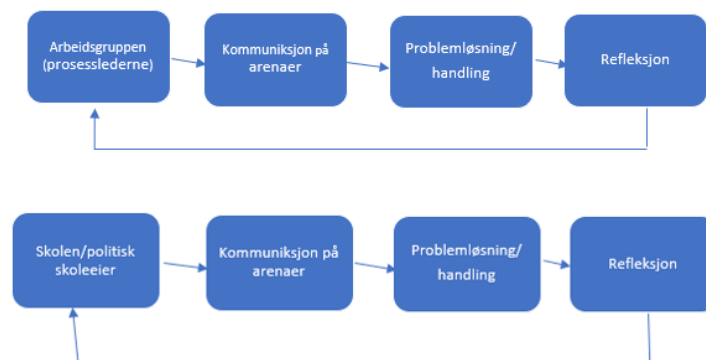 Arbeidsgruppen
(prosesslederne)
Kommuniksjon på
arenaer
Problemløsning/
handling
Refleksjon
Skolen/politisk
skoleeier
Kommuniksjon på
arenaer
Problemløsning/
handling
Refleksjon